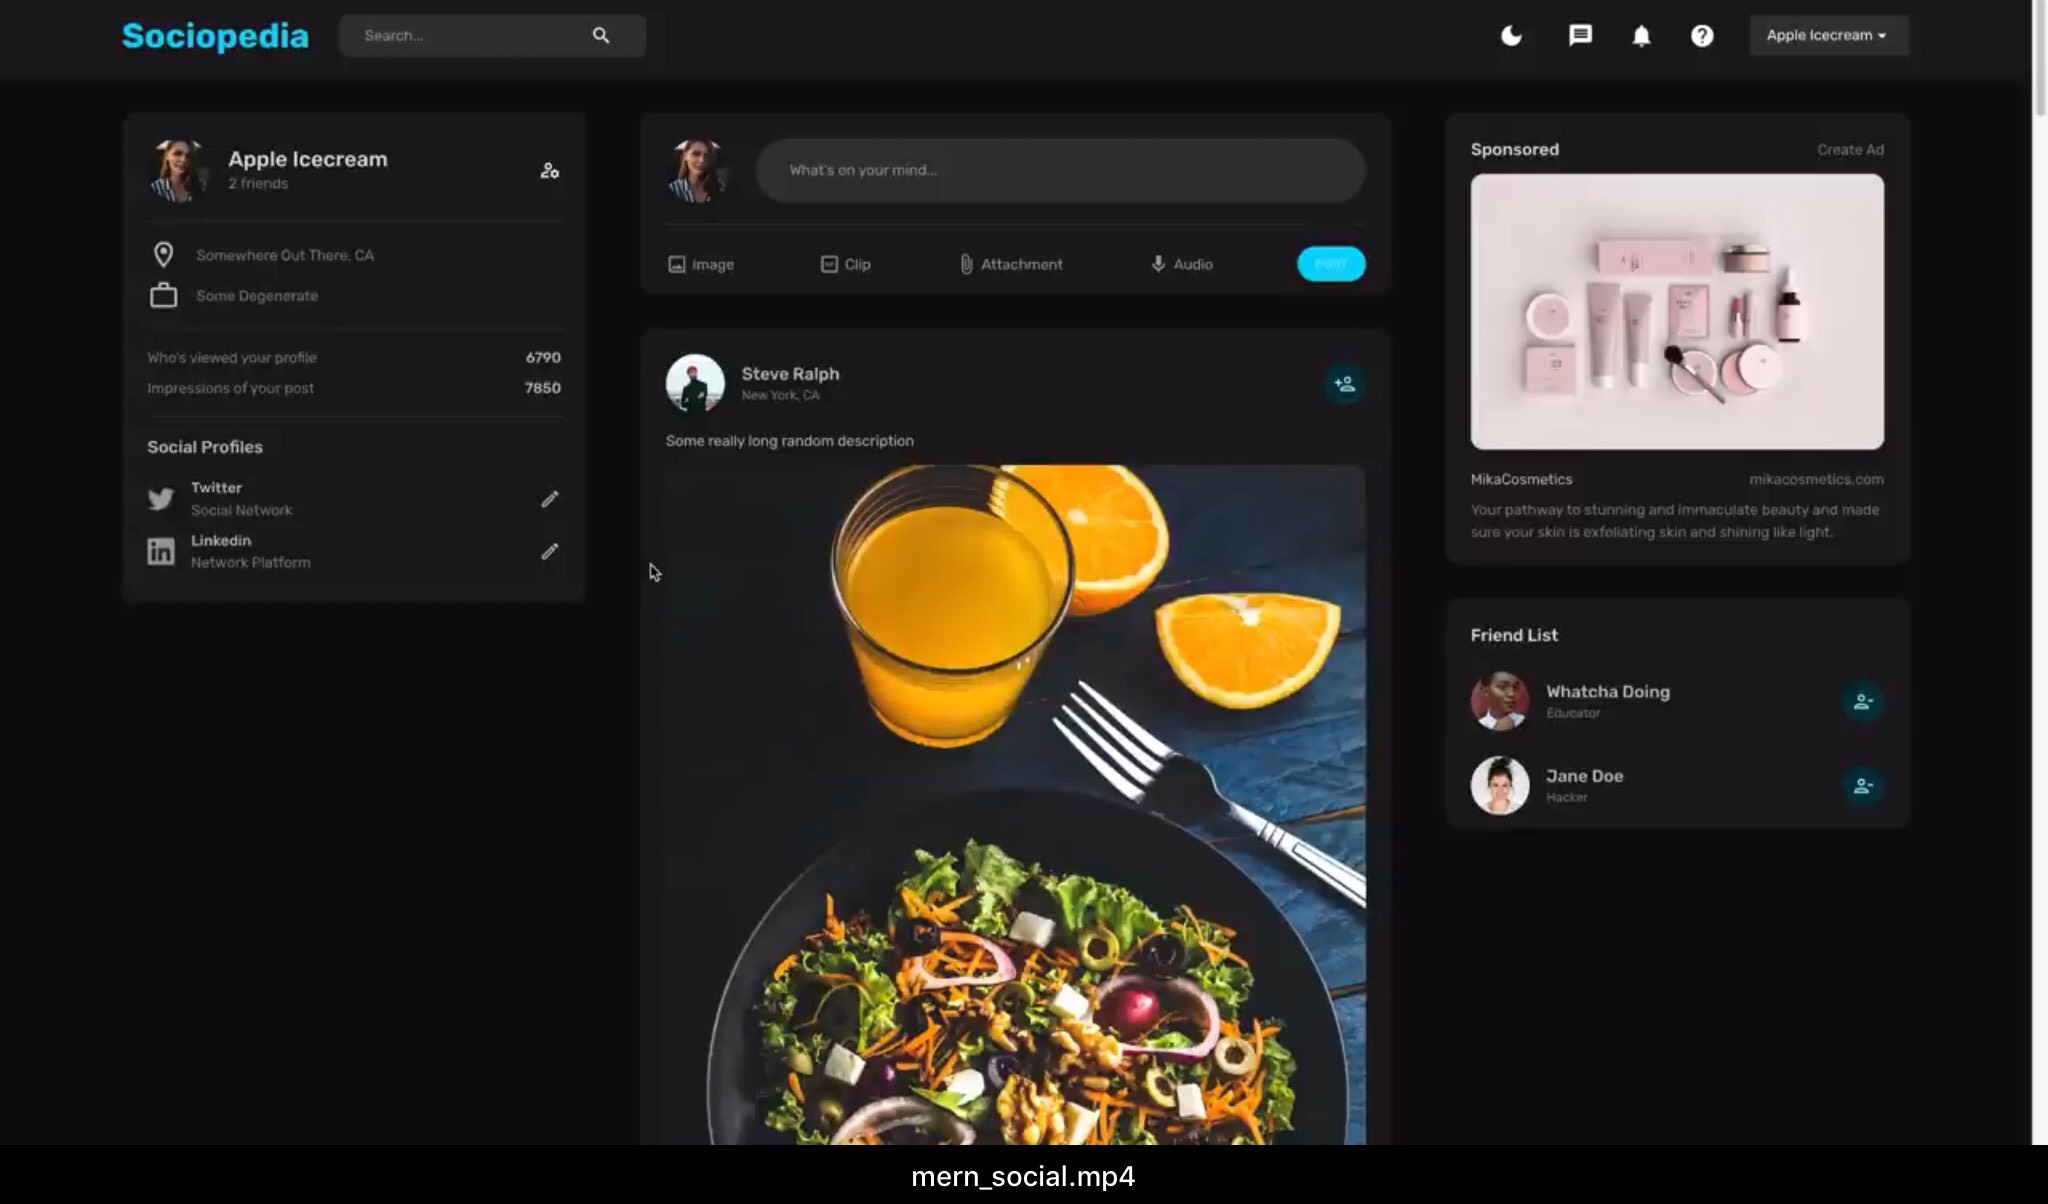 Sociopedia
Search...
Apple Icecream
Apple Icecream
2 friends
Somewhere Out There, CA
Some Degenerate
Who's viewed your profile 6790
Impressions of your post 7850
Social Profiles
Twitter
Social Network
Linkedin
Network Platform
What's on your mind...
Image Clip Attachment Audio POST
Steve Ralph
New York, CA
Some really long random description
Sponsored Create Ad
MikaCosmetics mikacosmetics.com
Your pathway to stunning and immaculate beauty and made
sure your skin is exfoliating skin and shining like light.
Friend List
Whatcha Doing
Educator
Jane Doe
Hacker
mern_social.mp4